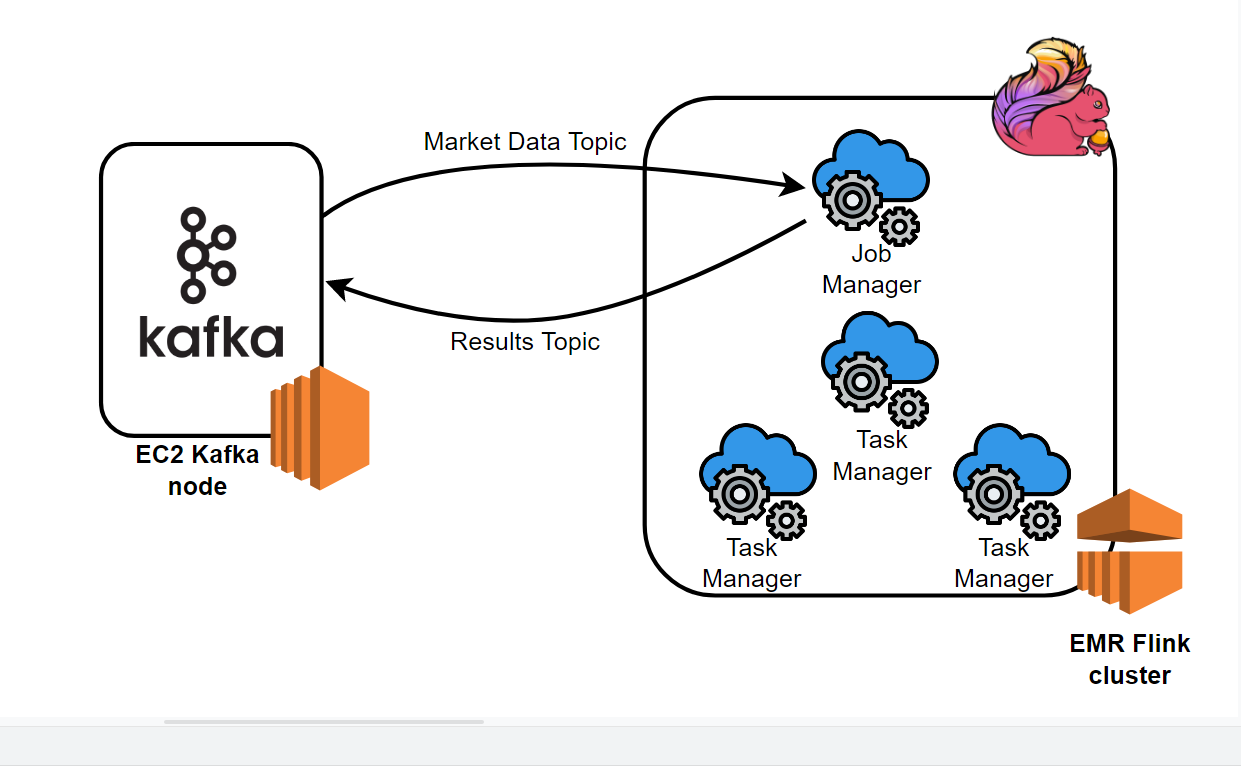 Market Data Topic
kafka
Results Topic
EC2 Kafka
node
Job
Manager
Task
Manager
Task
Manager
Task
Manager
EMR Flink
cluster